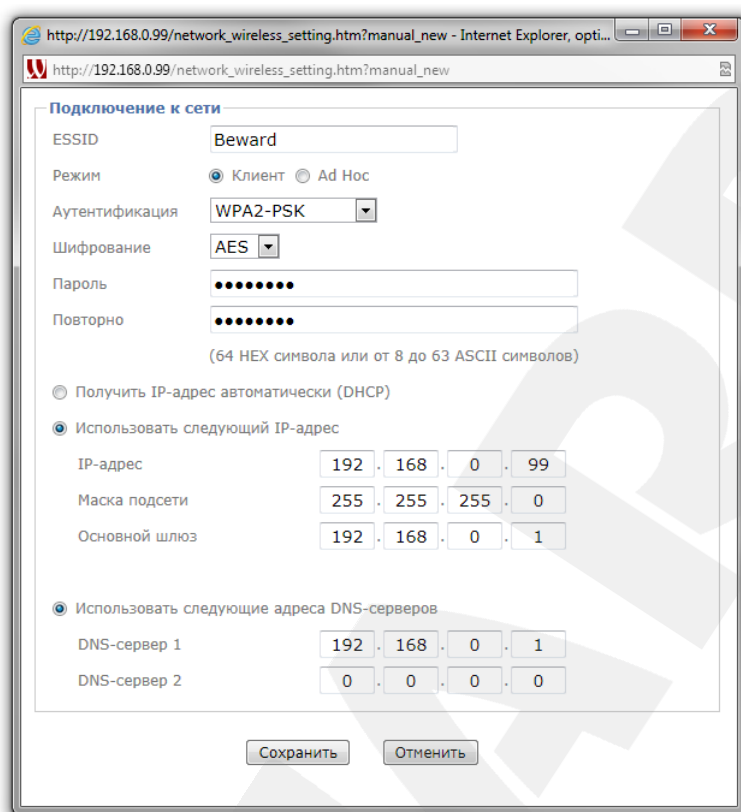 http://192.168.0.99/network_wireless_setting.htm?manual_new - Internet Explorer, opti...
http://192.168.0.99/network_wireless_setting.htm?manual_new
Подключение к сети
ESSID Beward
Режим Клиент Ad Hoc
Аутентификация WPA2-PSK
Шифрование AES
Пароль ●●●●●●●●
Повторно ●●●●●●●●
(64 HEX символа или от 8 до 63 ASCII символов)
Получить IP-адрес автоматически (DHCP)
Использовать следующий IP-адрес
IP-адрес 192 . 168 . 0 . 99
Маска подсети 255 . 255 . 255 . 0
Основной шлюз 192 . 168 . 0 . 1
Использовать следующие адреса DNS-серверов
DNS-сервер 1 192 . 168 . 0 . 1
DNS-сервер 2 0 . 0 . 0 . 0
Сохранить Отменить